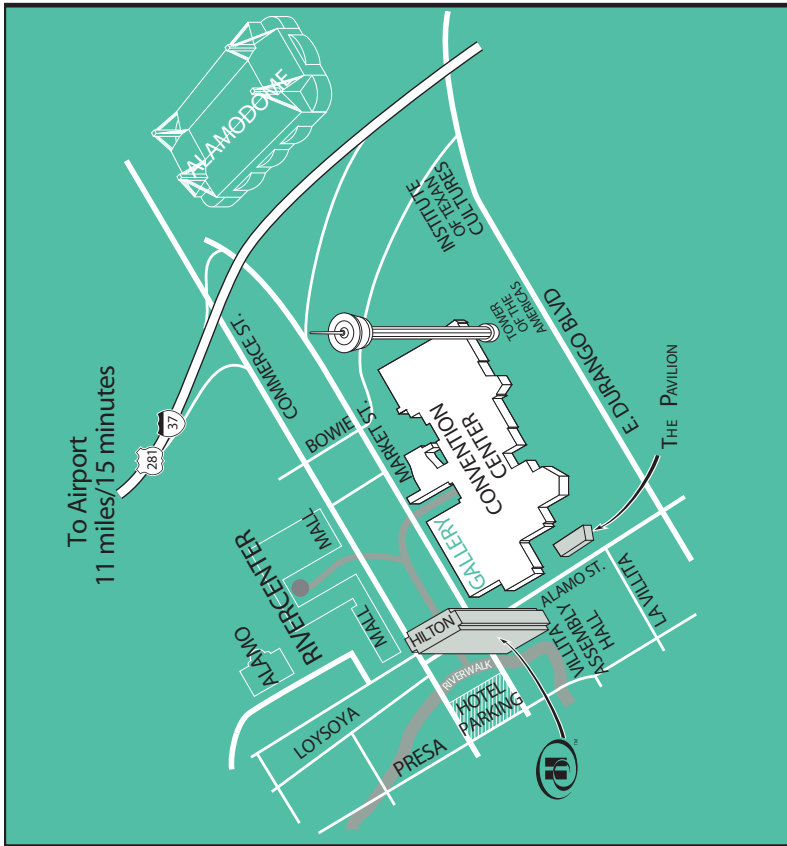 ALAMODOME
To Airport
11 miles/15 minutes
281
37
COMMERCE ST.
INSTITUTE
OF TEXAN
CULTURES
TOWER
OF THE
AMERICAS
E. DURANGO BLVD
BOWIE
MARKET ST.
CONVENTION
CENTER
GALLERY
THE PAVILION
MALL
RIVERCENTER
MALL
ALAMO
HILTON
ALAMO ST.
VILLITA
ASSEMBLY
HALL
LA VILLITA
RIVERWALK
HOTEL
PARKING
LOYSOYA
PRESA
H
TM